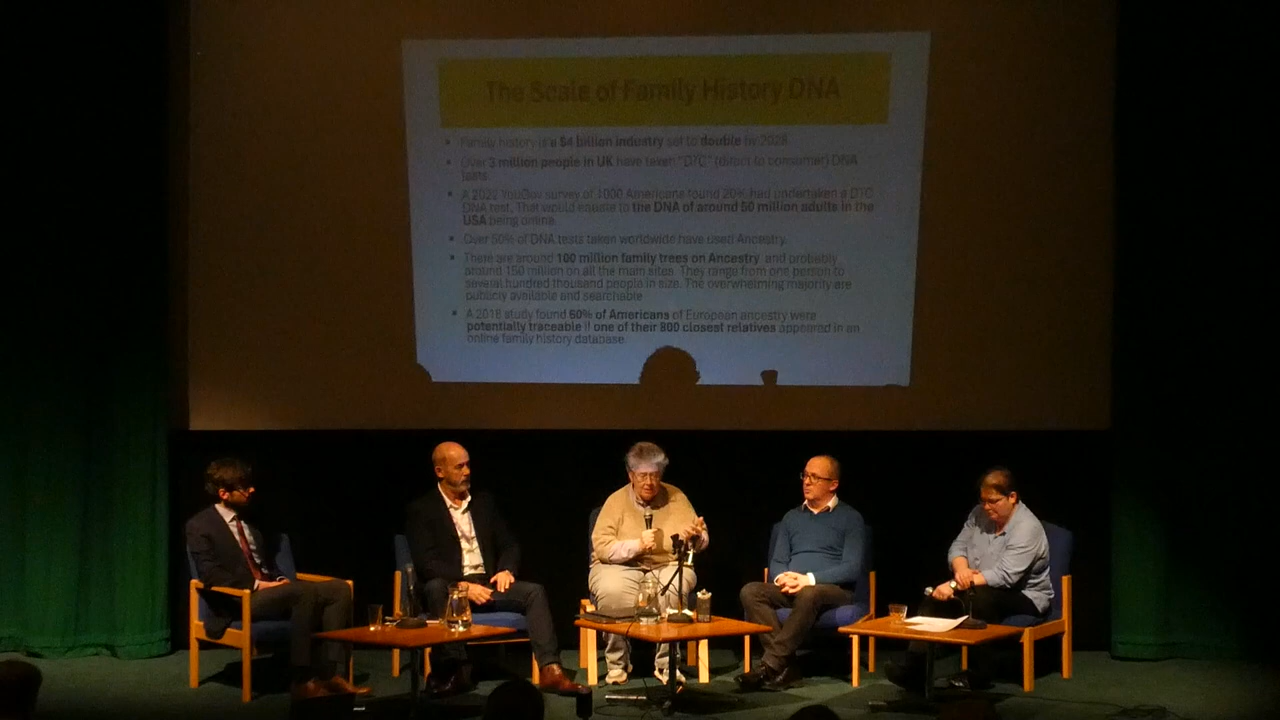 The Scale of Family History DNA
Family history is a $4 billion industry set to double by 2028.
Over 3 million people in UK have taken "DTC" (direct to consumer) DNA
tests.
A 2022 YouGov survey of 1000 Americans found 20% had undertaken a DTC
DNA test. That would equate to the DNA of around 50 million adults in the
USA being online.
Over 50% of DNA tests taken worldwide have used Ancestry.
There are around 100 million family trees on Ancestry, and probably
around 150 million on all the main sites. They range from one person to
several hundred thousand people in size. The overwhelming majority are
publicly available and searchable
A 2018 study found 60% of Americans of European ancestry were
potentially traceable if one of their 800 closest relatives appeared in an
online family history database.